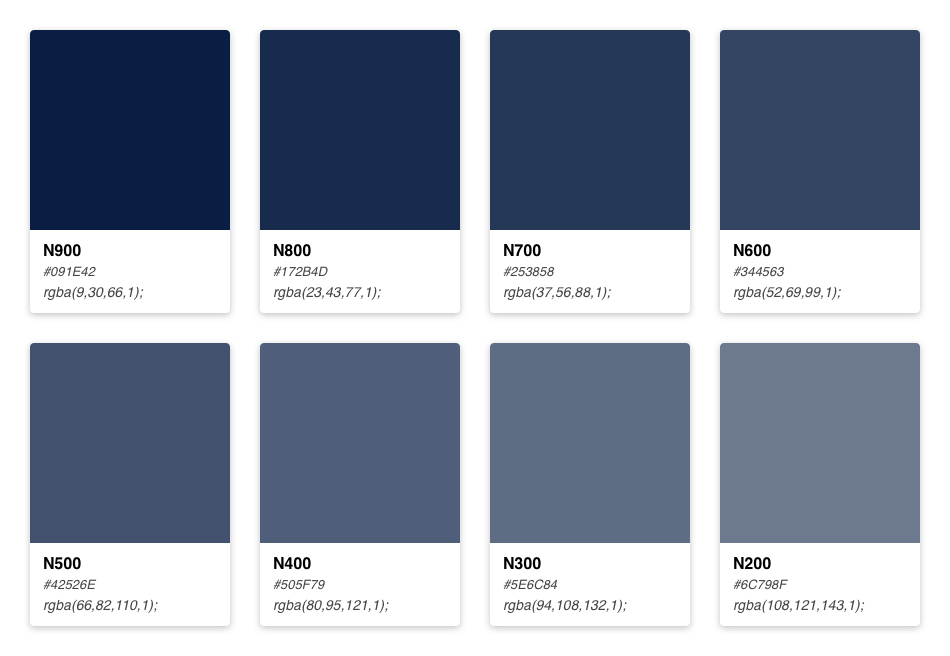 N900
#091E42
rgba(9,30,66,1);
N800
#172B4D
rgba(23,43,77,1);
N700
#253858
rgba(37,56,88,1);
N600
#344563
rgba(52,69,99,1);
N500
#42526E
rgba(66,82,110,1);
N400
#505F79
rgba(80,95,121,1);
N300
#5E6C84
rgba(94,108,132,1);
N200
#6C798F
rgba(108,121,143,1);